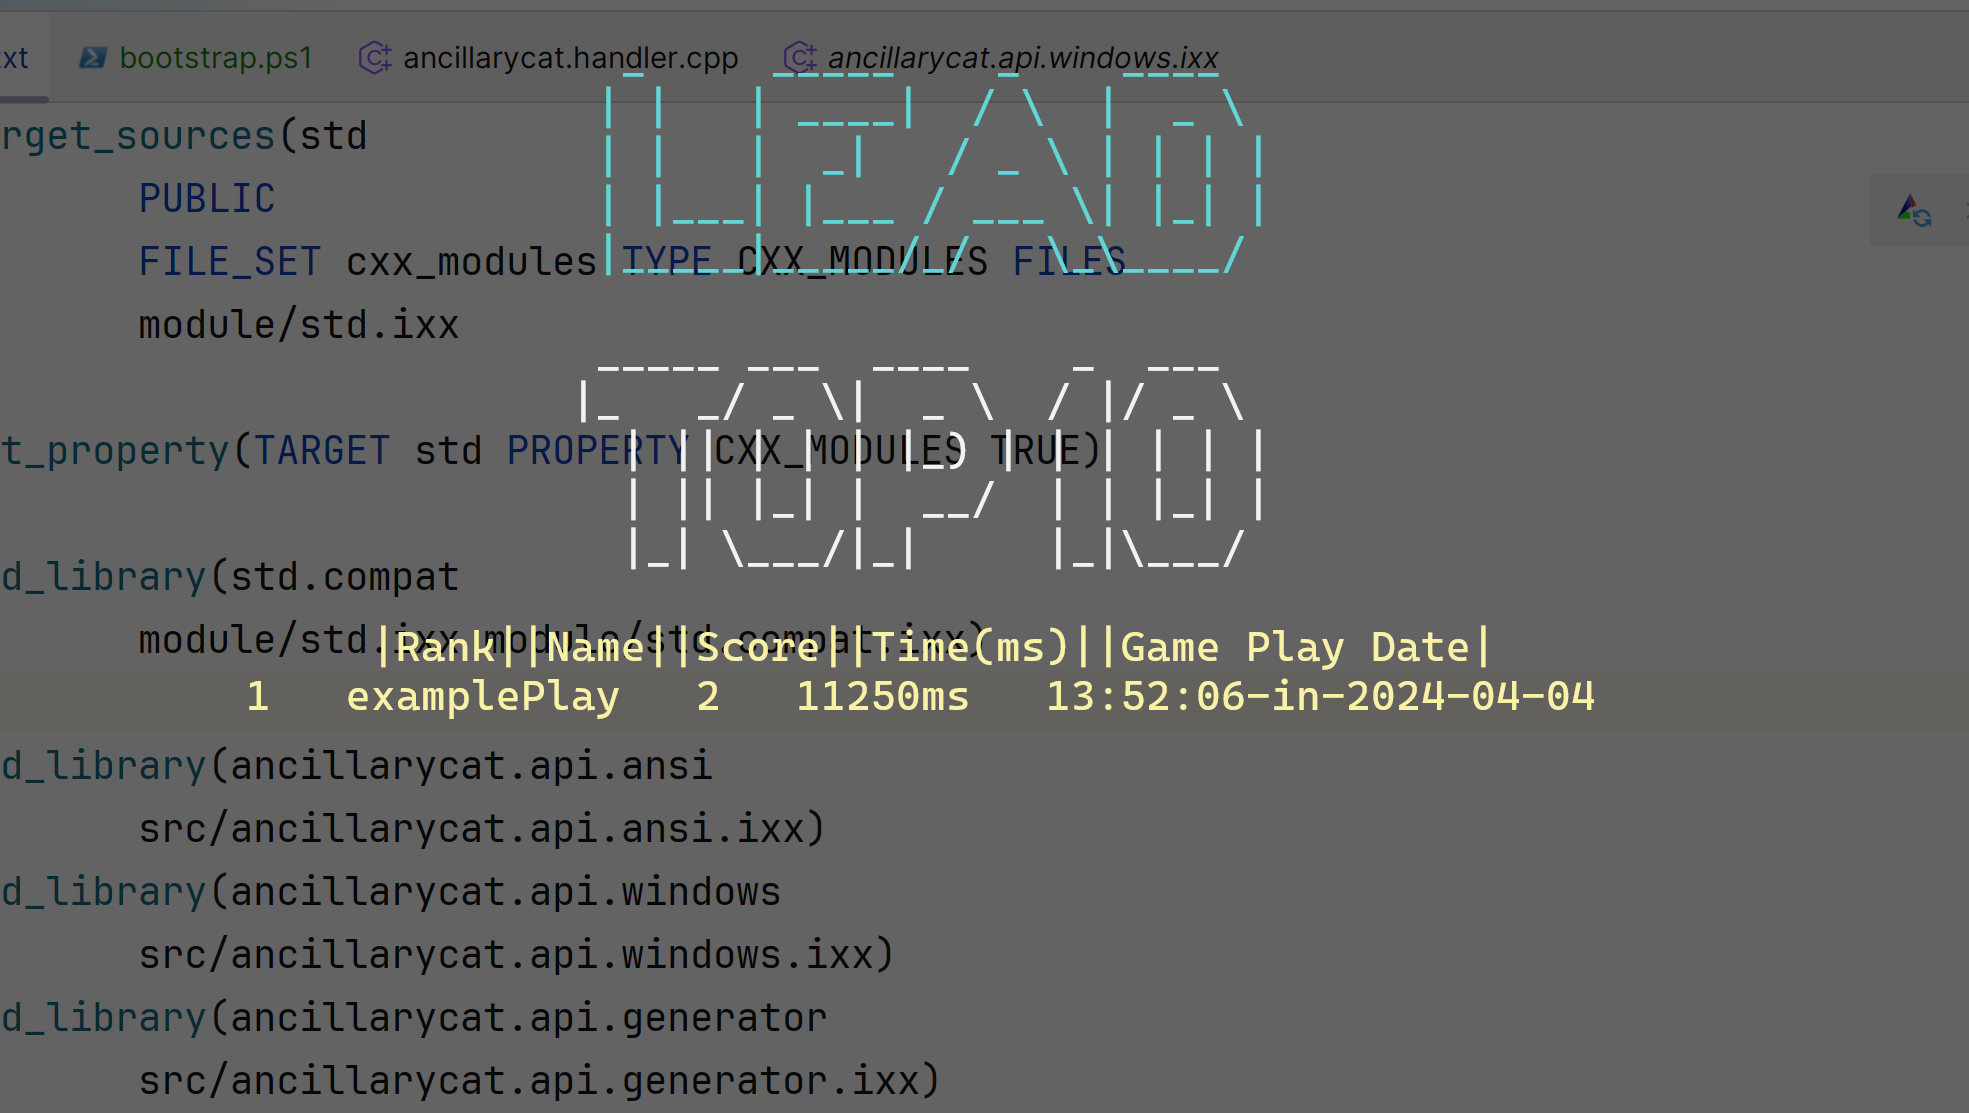 xt bootstrap.ps1 ancillarycat.handler.cpp ancillarycat.api.windows.ixx
LEAD
rget_sources(std
PUBLIC
FILE_SET cxx_modules TYPE CXX_MODULES FILES
module/std.ixx
TOP10
t_property(TARGET std PROPERTY CXX_MODULES TRUE)
d_library(std.compat
module/std.ixx module/std.compat.ixx)
|Rank||Name||Score||Time(ms)||Game Play Date|
1 examplePlay 2 11250ms 13:52:06-in-2024-04-04
d_library(ancillarycat.api.ansi
src/ancillarycat.api.ansi.ixx)
d_library(ancillarycat.api.windows
src/ancillarycat.api.windows.ixx)
d_library(ancillarycat.api.generator
src/ancillarycat.api.generator.ixx)